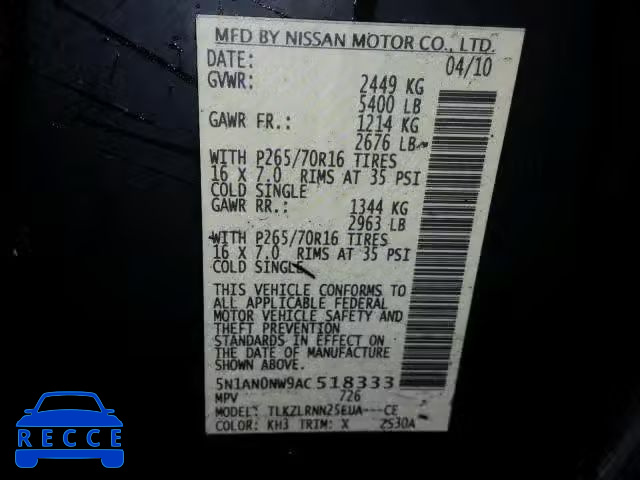 MFD BY NISSAN MOTOR CO., LTD.
DATE: 04/10
GVWR: 2449 KG
5400 LB
GAWR FR.: 1214 KG
2676 LB
WITH P265/70R16 TIRES
16 X 7.0 RIMS AT 35 PSI
COLD SINGLE
GAWR RR.: 1344 KG
2963 LB
WITH P265/70R16 TIRES
16 X 7.0 RIMS AT 35 PSI
COLD SINGLE
THIS VEHICLE CONFORMS TO
ALL APPLICABLE FEDERAL
MOTOR VEHICLE SAFETY AND
THEFT PREVENTION
STANDARDS IN EFFECT ON
THE DATE OF MANUFACTURE
SHOWN ABOVE.
5N1AN0NW9AC518333
MPV 726
MODEL: TLKZLRNN25EUA---CE
COLOR: KH3 TRIM: X ZS30A
RECCE